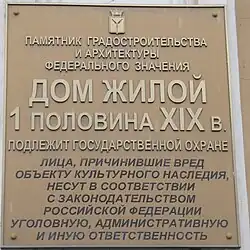 ПАМЯТНИК ГРАДОСТРОИТЕЛЬСТВА
И АРХИТЕКТУРЫ
ФЕДЕРАЛЬНОГО ЗНАЧЕНИЯ
ДОМ ЖИЛОЙ
1 ПОЛОВИНА XIX В.
ПОДЛЕЖИТ ГОСУДАРСТВЕННОЙ ОХРАНЕ
ЛИЦА, ПРИЧИНИВШИЕ ВРЕД
ОБЪЕКТУ КУЛЬТУРНОГО НАСЛЕДИЯ,
НЕСУТ В СООТВЕТСТВИИ
С ЗАКОНОДАТЕЛЬСТВОМ
РОССИЙСКОЙ ФЕДЕРАЦИИ
УГОЛОВНУЮ, АДМИНИСТРАТИВНУЮ
И ИНУЮ ОТВЕТСТВЕННОСТЬ